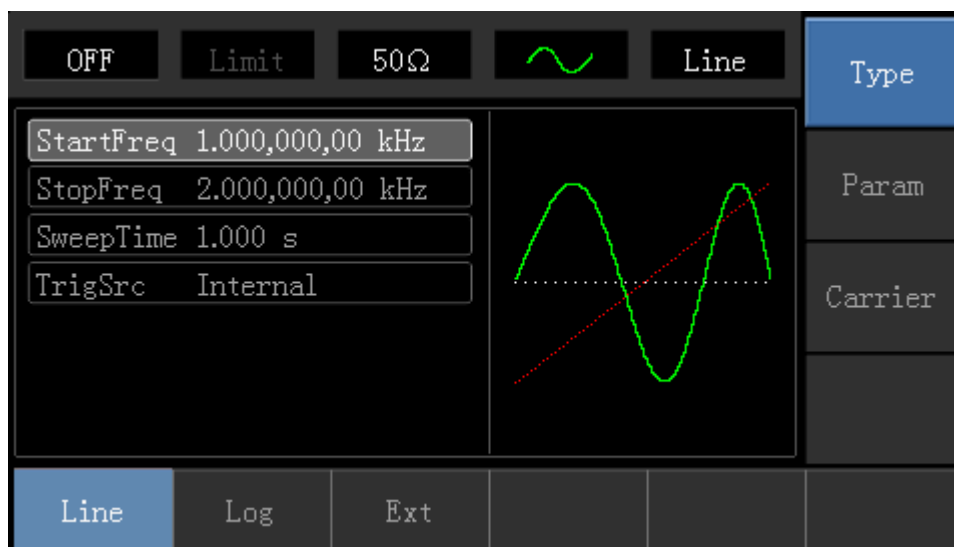 OFF Limit 50Ω Line
Type
StartFreq 1.000,000,00 kHz
StopFreq 2.000,000,00 kHz
SweepTime 1.000 s
TrigSrc Internal
Param
Carrier
Line Log Ext